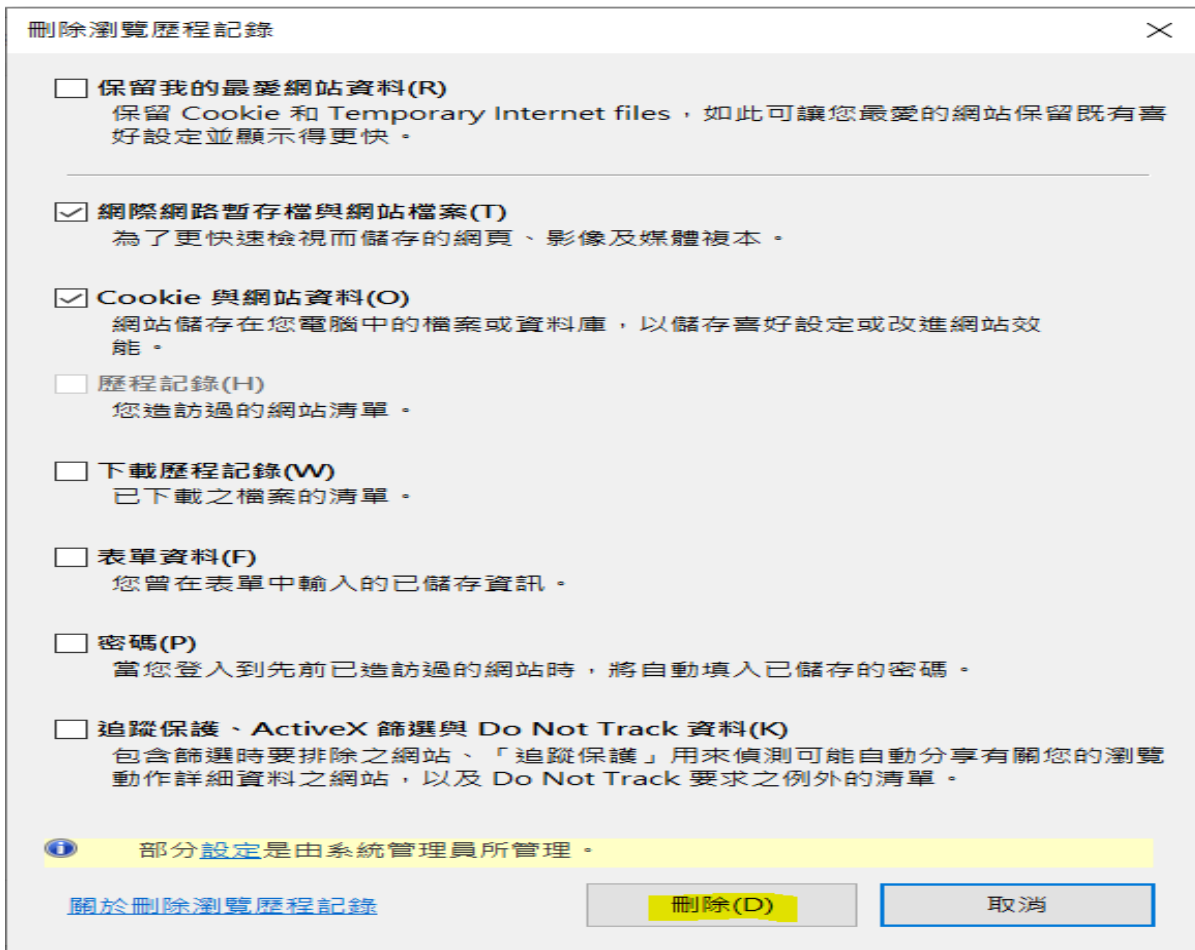 刪除瀏覽歷程記錄
保留我的最愛網站資料(R)
保留 Cookie 和 Temporary Internet files，如此可讓您最愛的網站保留既有喜
好設定並顯示得更快。
網際網路暫存檔與網站檔案(T)
為了更快速檢視而儲存的網頁、影像及媒體複本。
Cookie 與網站資料(O)
網站儲存在您電腦中的檔案或資料庫，以儲存喜好設定或改進網站效
能。
歷程記錄(H)
您造訪過的網站清單。
下載歷程記錄(W)
已下載之檔案的清單。
表單資料(F)
您曾在表單中輸入的已儲存資訊。
密碼(P)
當您登入到先前已造訪過的網站時，將自動填入已儲存的密碼。
追蹤保護、ActiveX 篩選與 Do Not Track 資料(K)
包含篩選時要排除之網站、「追蹤保護」用來偵測可能自動分享有關您的瀏覽
動作詳細資料之網站，以及 Do Not Track 要求之例外的清單。
部分設定是由系統管理員所管理。
關於刪除瀏覽歷程記錄
刪除(D)
取消